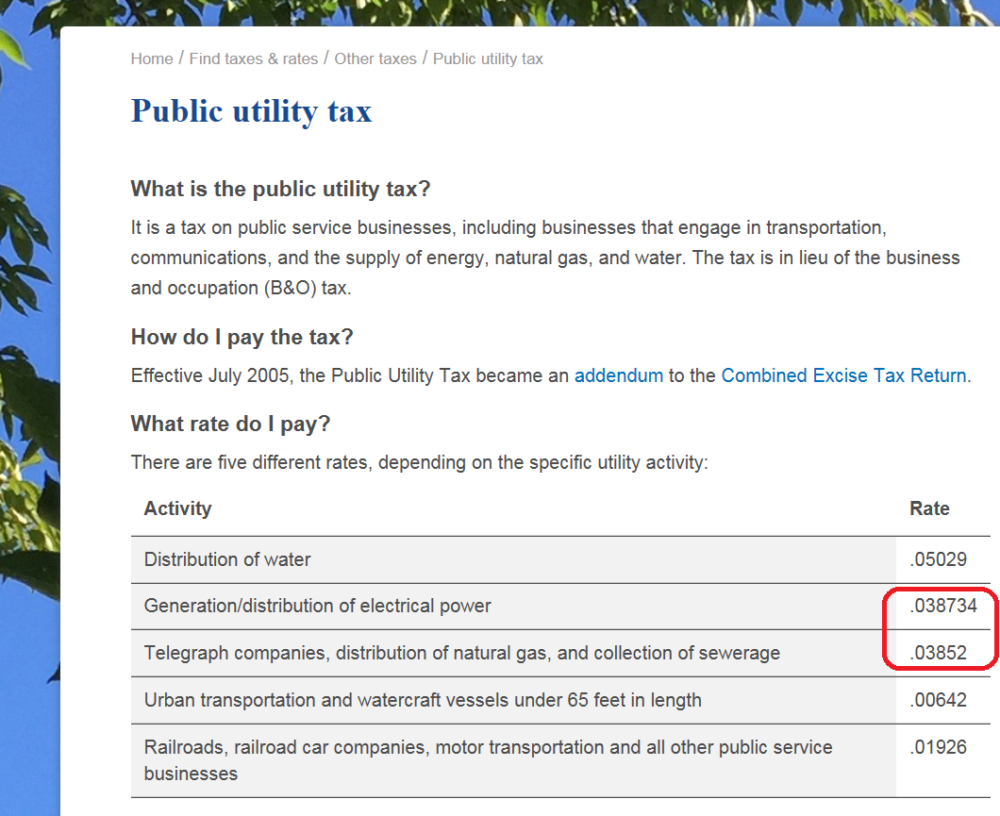 Home / Find taxes & rates / Other taxes / Public utility tax
Public utility tax
What is the public utility tax?
It is a tax on public service businesses, including businesses that engage in transportation,
communications, and the supply of energy, natural gas, and water. The tax is in lieu of the business
and occupation (B&O) tax.
How do I pay the tax?
Effective July 2005, the Public Utility Tax became an addendum to the Combined Excise Tax Return.
What rate do I pay?
There are five different rates, depending on the specific utility activity:
Activity Rate
Distribution of water .05029
Generation/distribution of electrical power .038734
Telegraph companies, distribution of natural gas, and collection of sewerage .03852
Urban transportation and watercraft vessels under 65 feet in length .00642
Railroads, railroad car companies, motor transportation and all other public service .01926
businesses